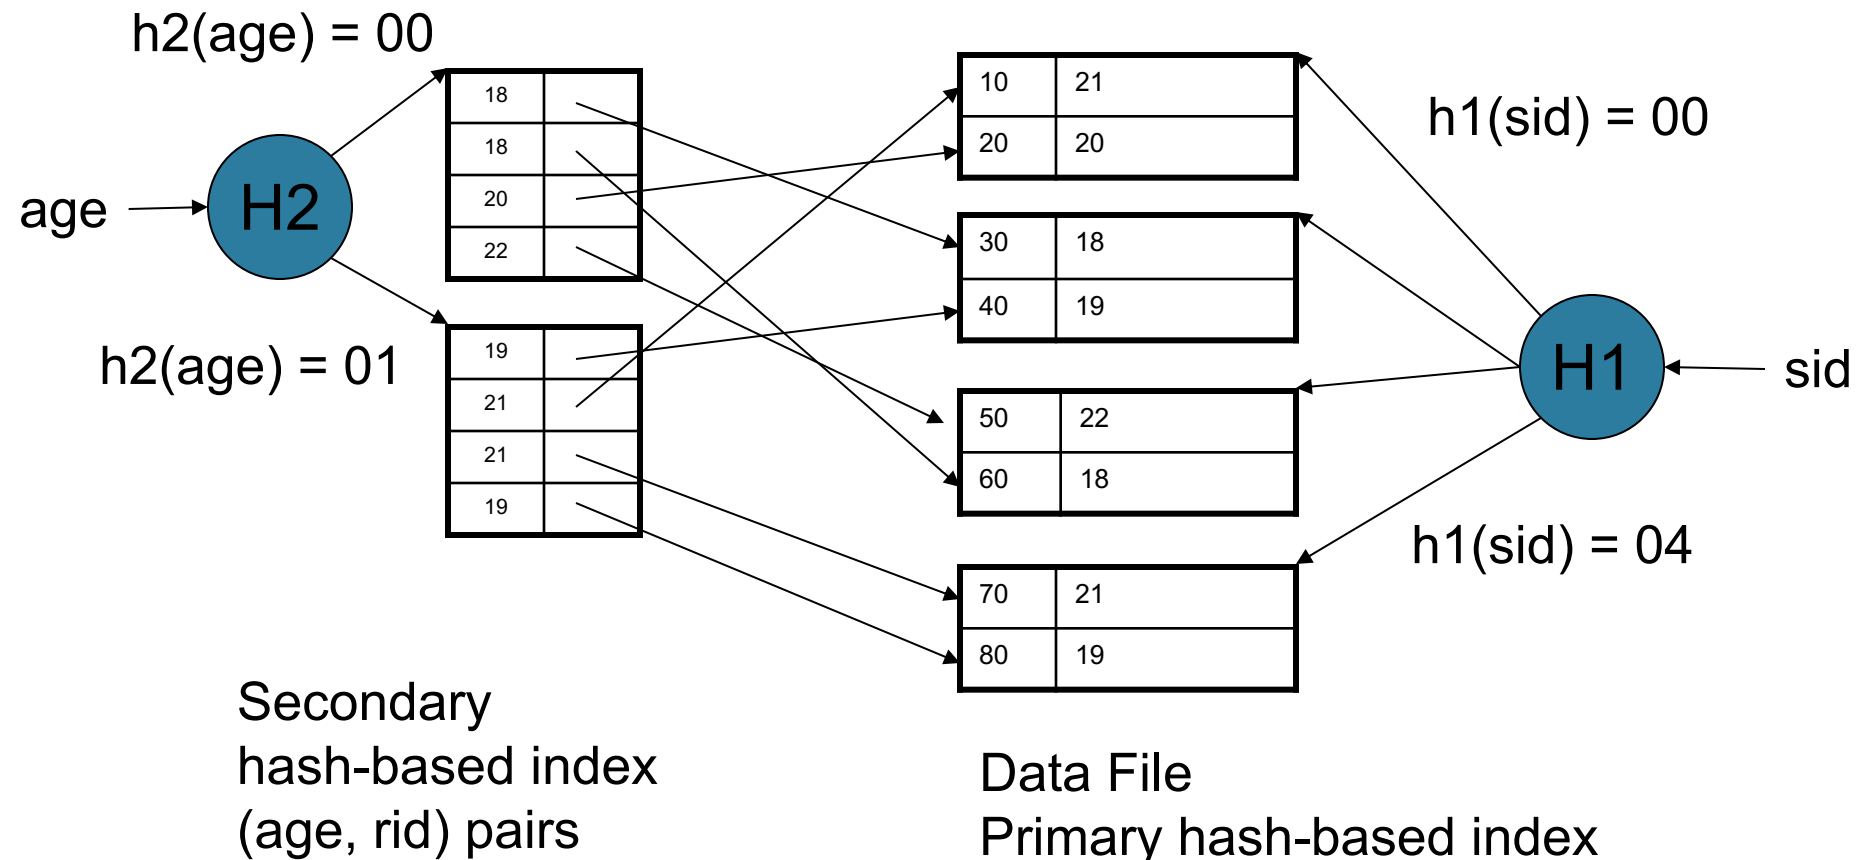 h2(age) = 00
age
H2
h2(age) = 01
18
18
20
22
19
21
21
19
Secondary
hash-based index
(age, rid) pairs
10 21
20 20
30 18
40 19
50 22
60 18
70 21
80 19
Data File
Primary hash-based index
h1(sid) = 00
H1
sid
h1(sid) = 04